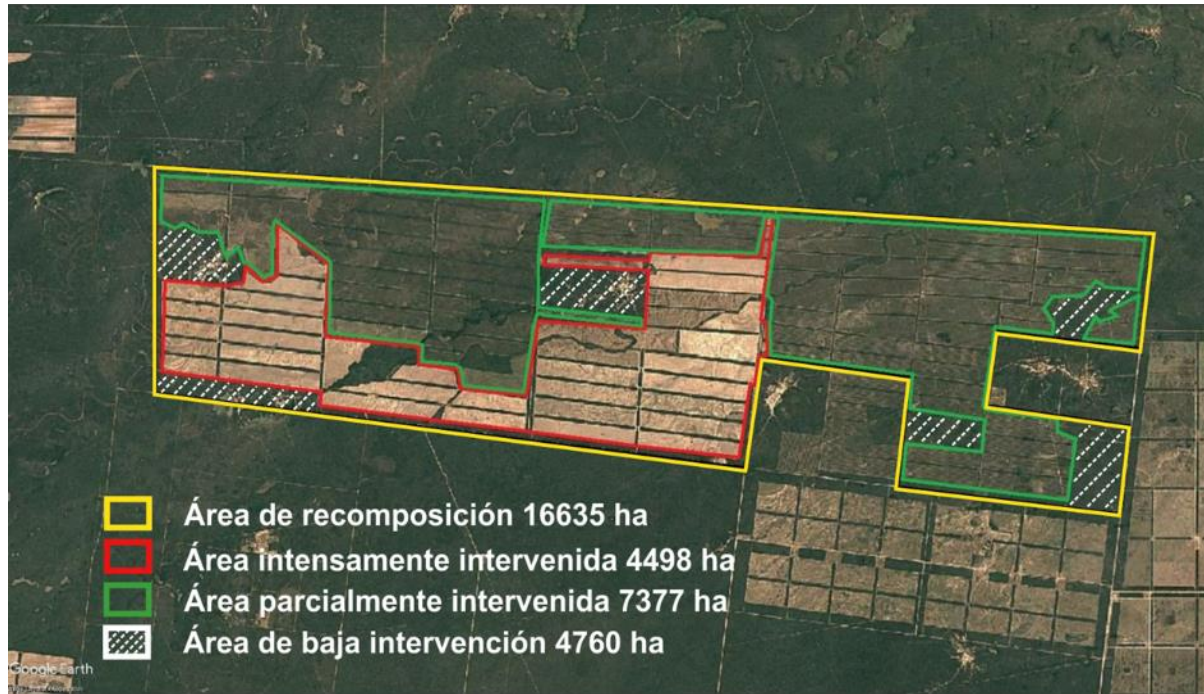 Área de recomposición 16635 ha
Área intensamente intervenida 4498 ha
Área parcialmente intervenida 7377 ha
Área de baja intervención 4760 ha
Google Earth